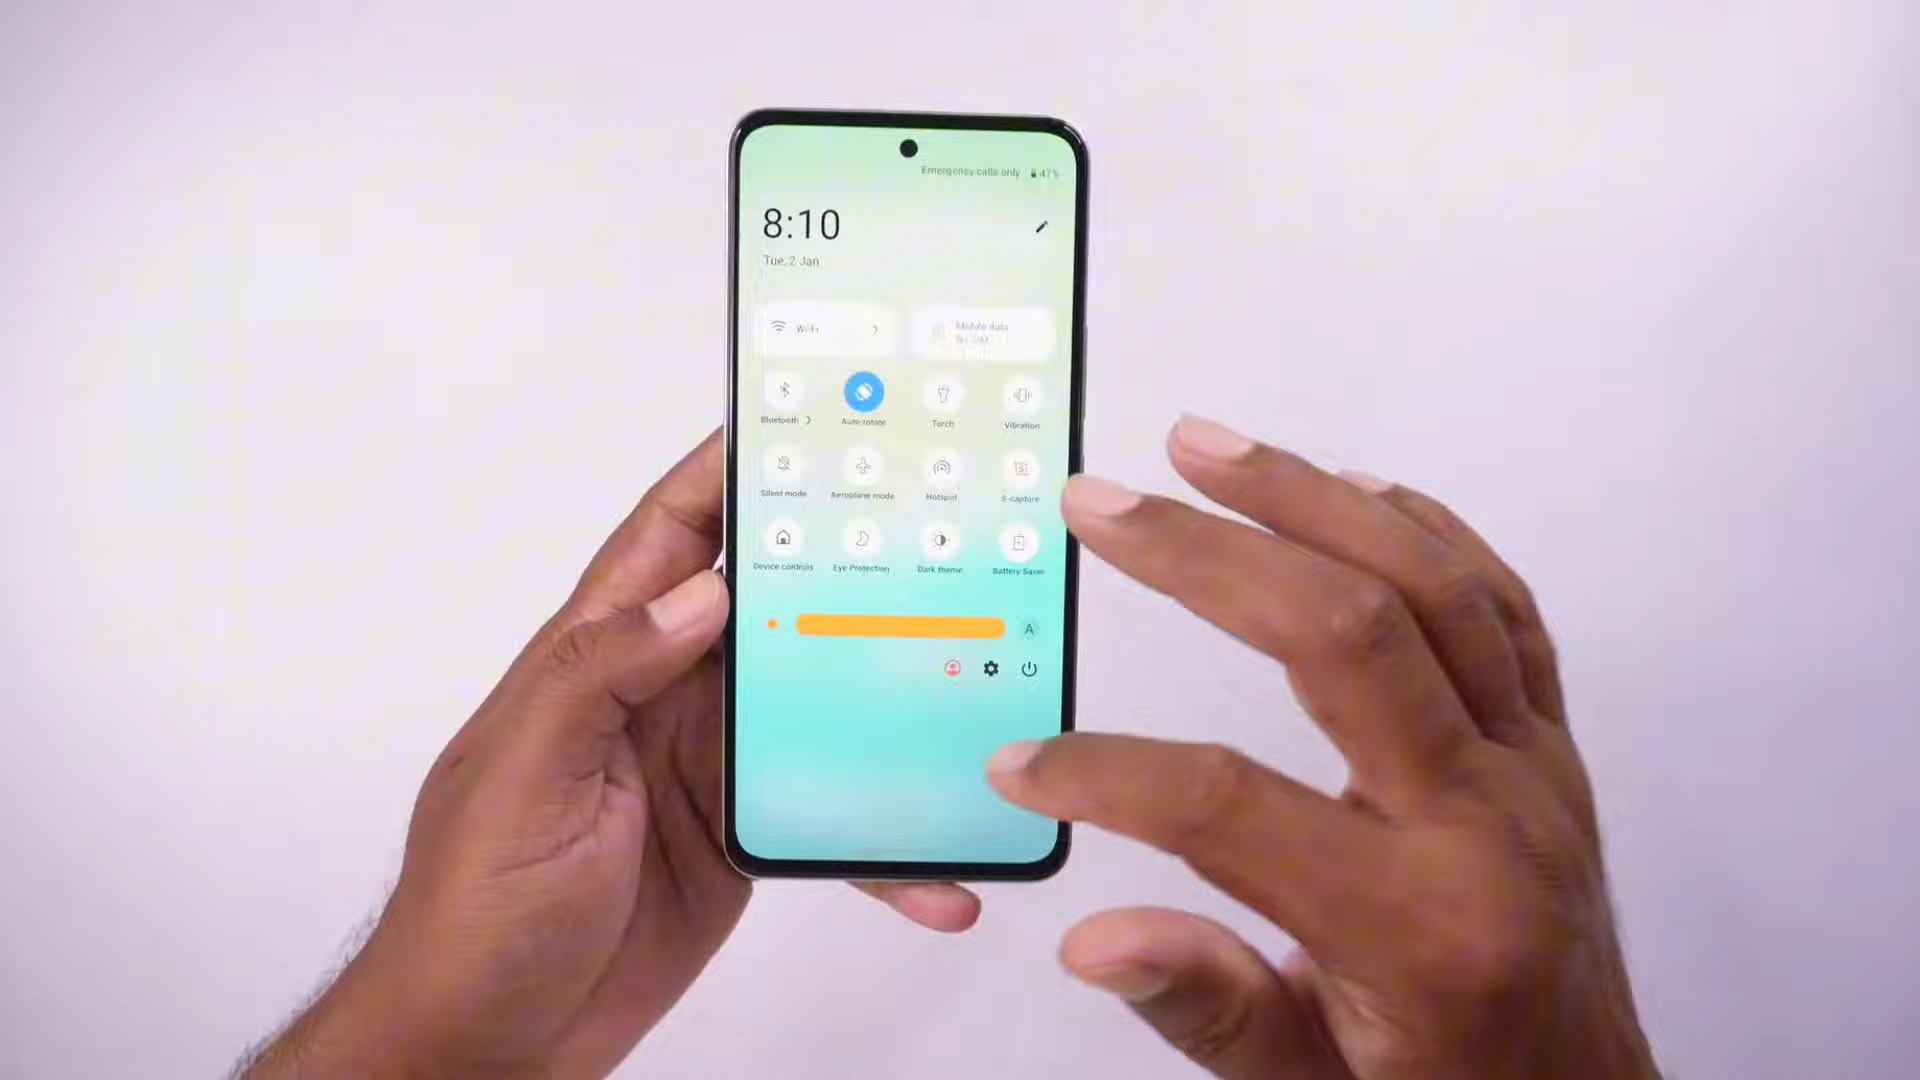 Emergency calls only 47%
8:10
Tue, 2 Jan
Wi-Fi
Mobile data
Bluetooth
Auto-rotate
Torch
Vibration
Silent mode
Aeroplane mode
Hotspot
S-capture
Device controls
Eye Protection
Dark theme
Battery Saver
A